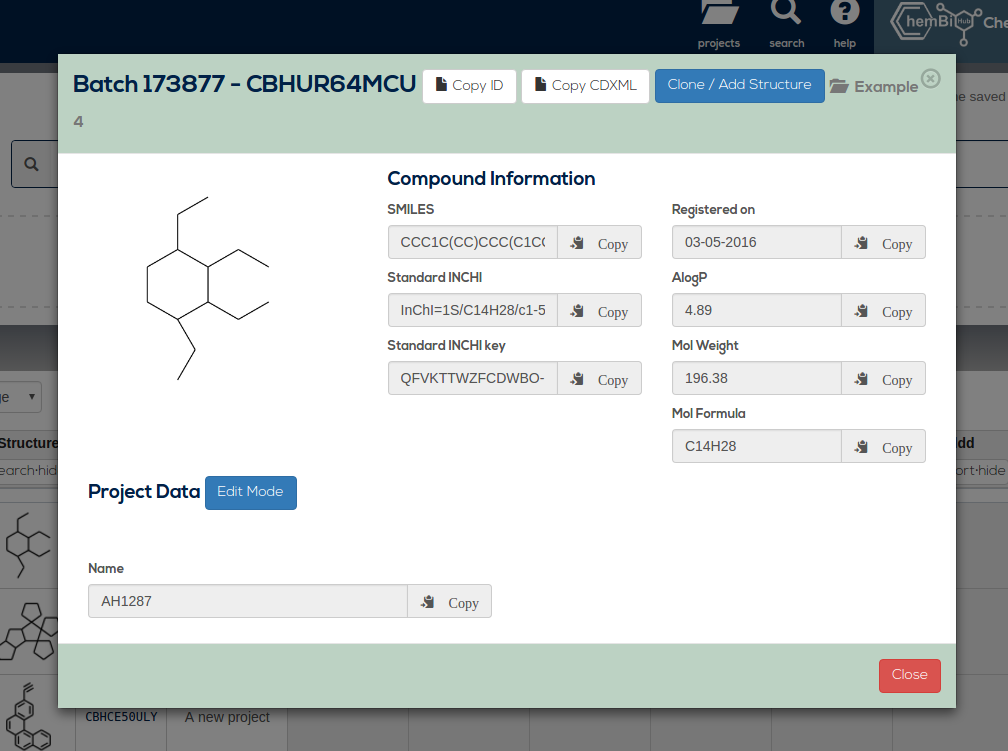 projects
search
help
hemBi
Hub
Che
Batch 173877 - CBHUR64MCU
Copy ID
Copy CDXML
Clone / Add Structure
Example
4
saved
Compound Information
SMILES
CCC1C(CC)CCC(C1C
Copy
Registered on
03-05-2016
Copy
Standard INCHI
InChI=1S/C14H28/c1-5
Copy
AlogP
4.89
Copy
Standard INCHI key
QFVKTTWZFCDWBO-
Copy
Mol Weight
196.38
Copy
Mol Formula
C14H28
Copy
ge
Structure
earch·hid
dd
ort·hide
Project Data
Edit Mode
Name
AH1287
Copy
Close
CBHCE50ULY
A new project